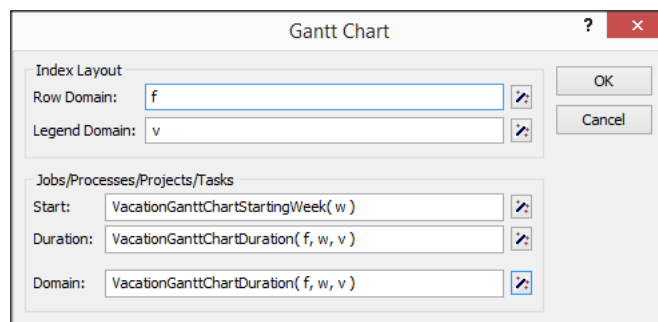 Gantt Chart
?
Index Layout
Row Domain: f
OK
Legend Domain: v
Cancel
Jobs/Processes/Projects/Tasks
Start: VacationGanttChartStartingWeek( w )
Duration: VacationGanttChartDuration( f, w, v )
Domain: VacationGanttChartDuration( f, w, v )